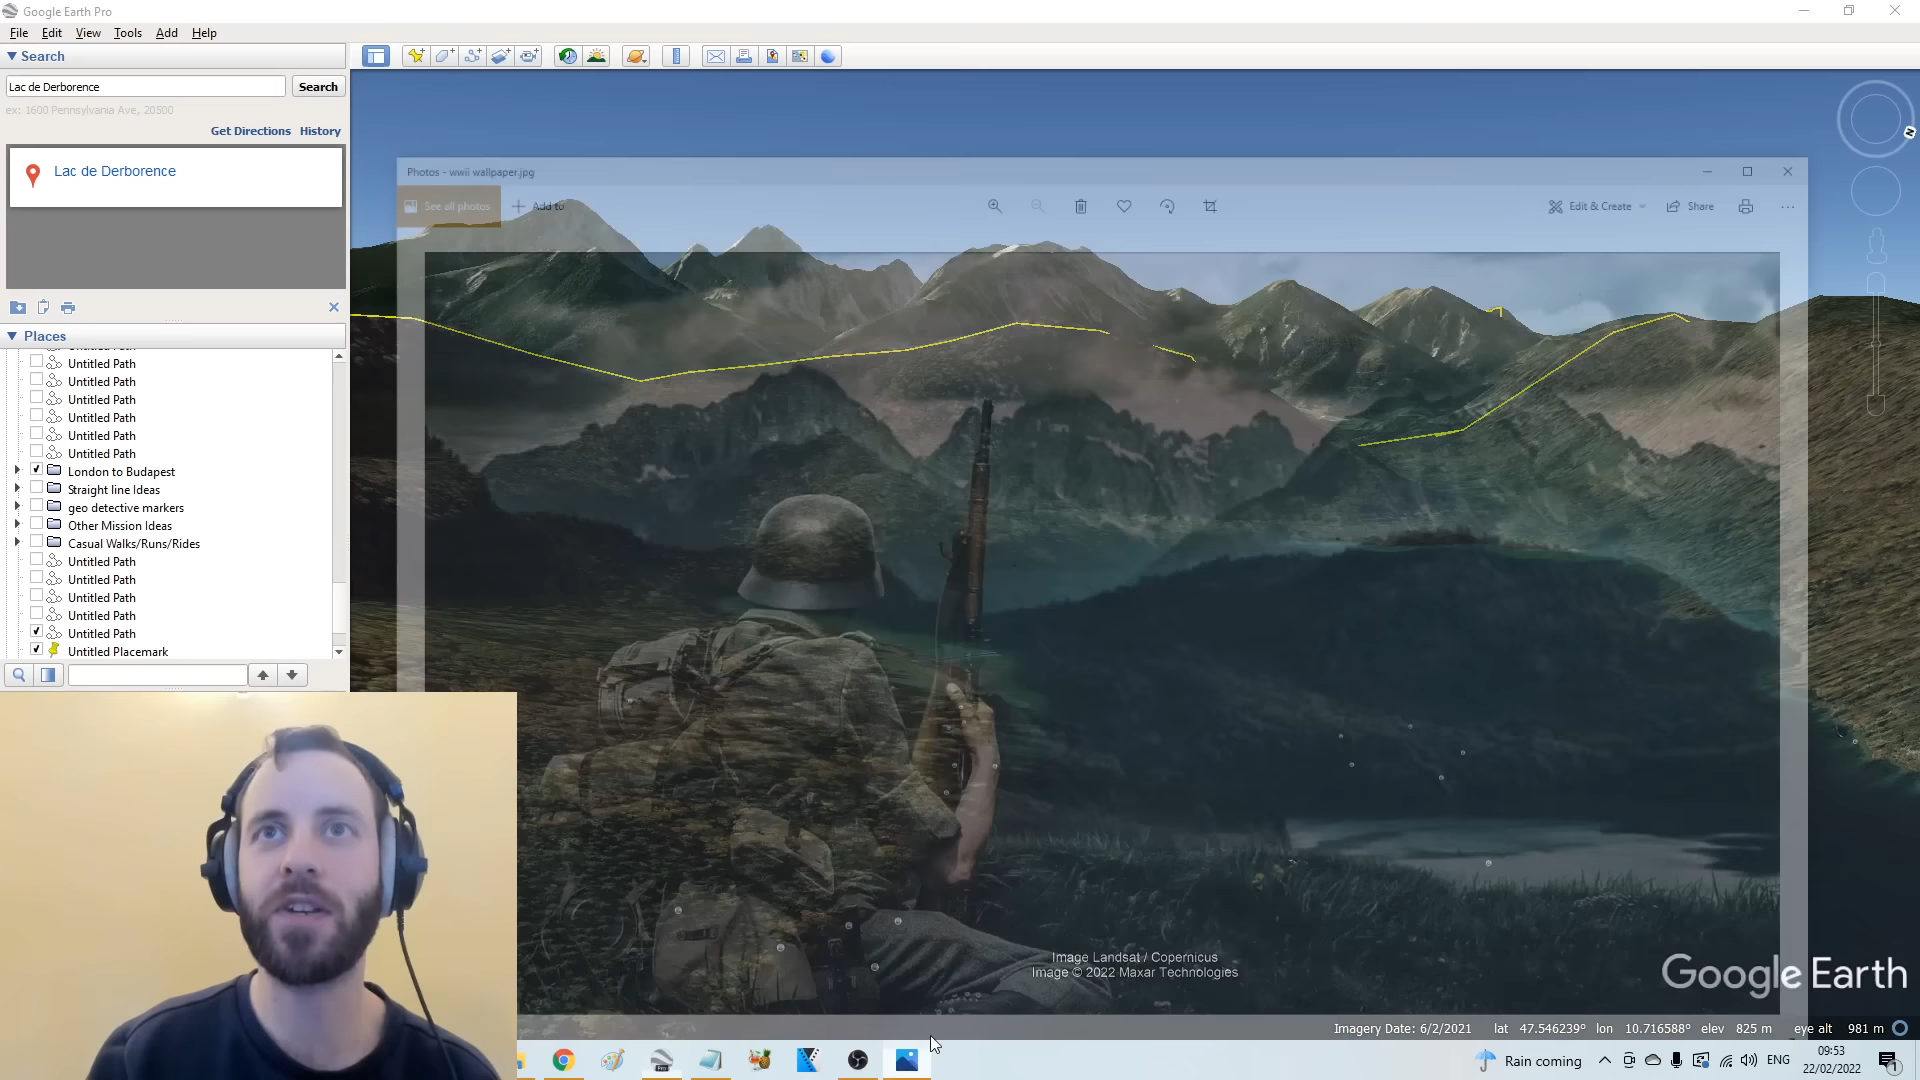 Google Earth Pro
File Edit View Tools Add Help
Search
Lac de Derborence
Search
ex: 1600 Pennsylvania Ave, 20500
Get Directions History
Lac de Derborence
Places
Untitled Path
Untitled Path
Untitled Path
Untitled Path
Untitled Path
Untitled Path
London to Budapest
Straight line Ideas
geo detective markers
Other Mission Ideas
Casual Walks/Runs/Rides
Untitled Path
Untitled Path
Untitled Path
Untitled Path
Untitled Path
Untitled Placemark
Photos - wwii wallpaper.jpg
See all photos
Add to
Edit & Create
Share
N
Image Landsat / Copernicus
Image © 2022 Maxar Technologies
Google Earth
Imagery Date: 6/2/2021 lat 47.546239° lon 10.716588° elev 825 m eye alt 981 m
Pro
Rain coming
ENG
09:53
22/02/2022
1